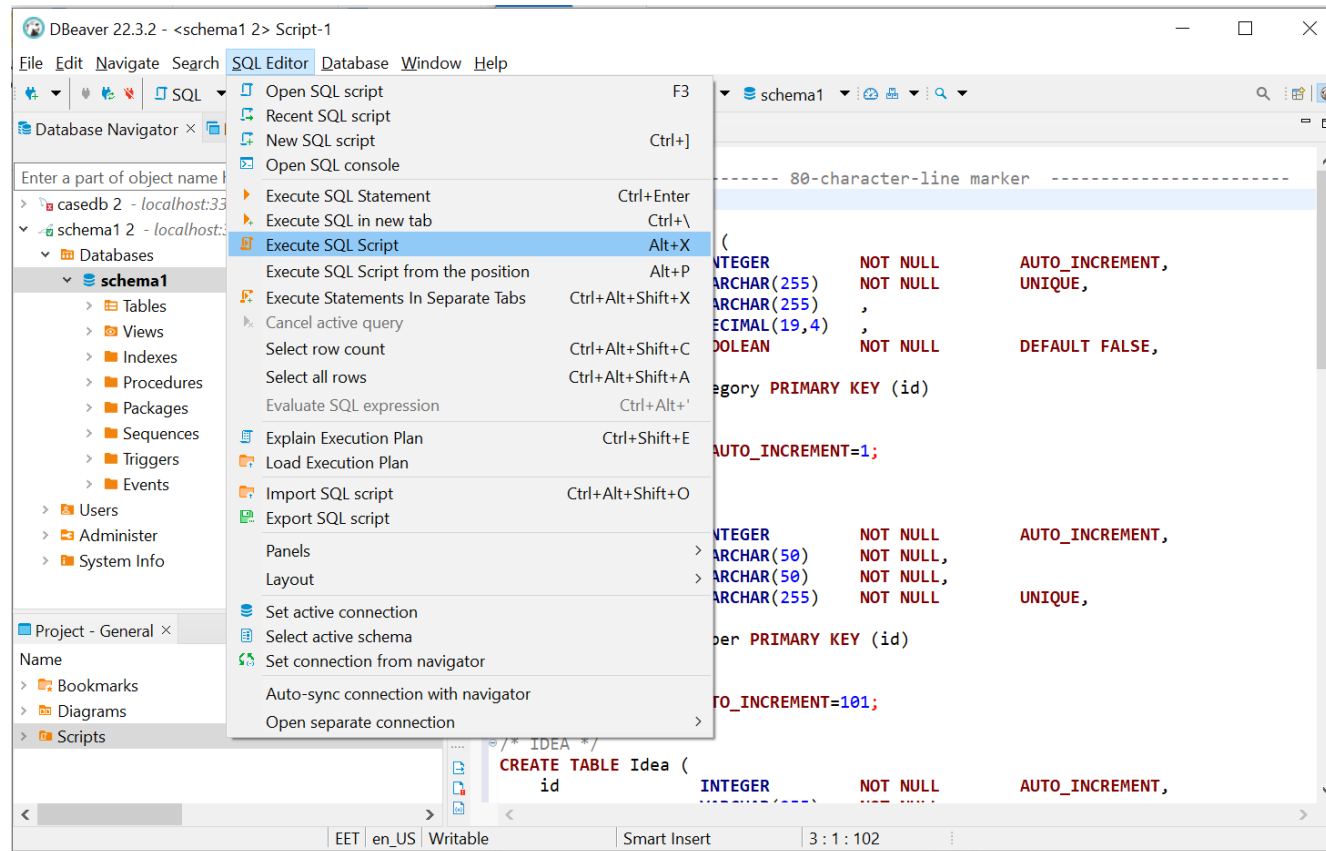 DBeaver 22.3.2 - <schema1 2> Script-1
File Edit Navigate Search SQL Editor Database Window Help
SQL
schema1
Database Navigator
Enter a part of object name
casedb 2 - localhost:33
schema1 2 - localhost:
Databases
schema1
Tables
Views
Indexes
Procedures
Packages
Sequences
Triggers
Events
Users
Administer
System Info
Project - General
Name
Bookmarks
Diagrams
Scripts
Open SQL script F3
Recent SQL script
New SQL script Ctrl+]
Open SQL console
Execute SQL Statement Ctrl+Enter
Execute SQL in new tab Ctrl+\
Execute SQL Script Alt+X
Execute SQL Script from the position Alt+P
Execute Statements In Separate Tabs Ctrl+Alt+Shift+X
Cancel active query
Select row count Ctrl+Alt+Shift+C
Select all rows Ctrl+Alt+Shift+A
Evaluate SQL expression Ctrl+Alt+'
Explain Execution Plan Ctrl+Shift+E
Load Execution Plan
Import SQL script Ctrl+Alt+Shift+O
Export SQL script
Panels
Layout
Set active connection
Select active schema
Set connection from navigator
Auto-sync connection with navigator
Open separate connection
------- 80-character-line marker ------------------------
(
NTEGER NOT NULL AUTO_INCREMENT,
ARCHAR(255) NOT NULL UNIQUE,
ARCHAR(255) ,
ECIMAL(19,4) ,
OOLEAN NOT NULL DEFAULT FALSE,
egory PRIMARY KEY (id)
AUTO_INCREMENT=1;
NTEGER NOT NULL AUTO_INCREMENT,
ARCHAR(50) NOT NULL,
ARCHAR(50) NOT NULL,
ARCHAR(255) NOT NULL UNIQUE,
ber PRIMARY KEY (id)
TO_INCREMENT=101;
/* IDEA */
CREATE TABLE Idea (
id INTEGER NOT NULL AUTO_INCREMENT,
EET en_US Writable Smart Insert 3 : 1 : 102